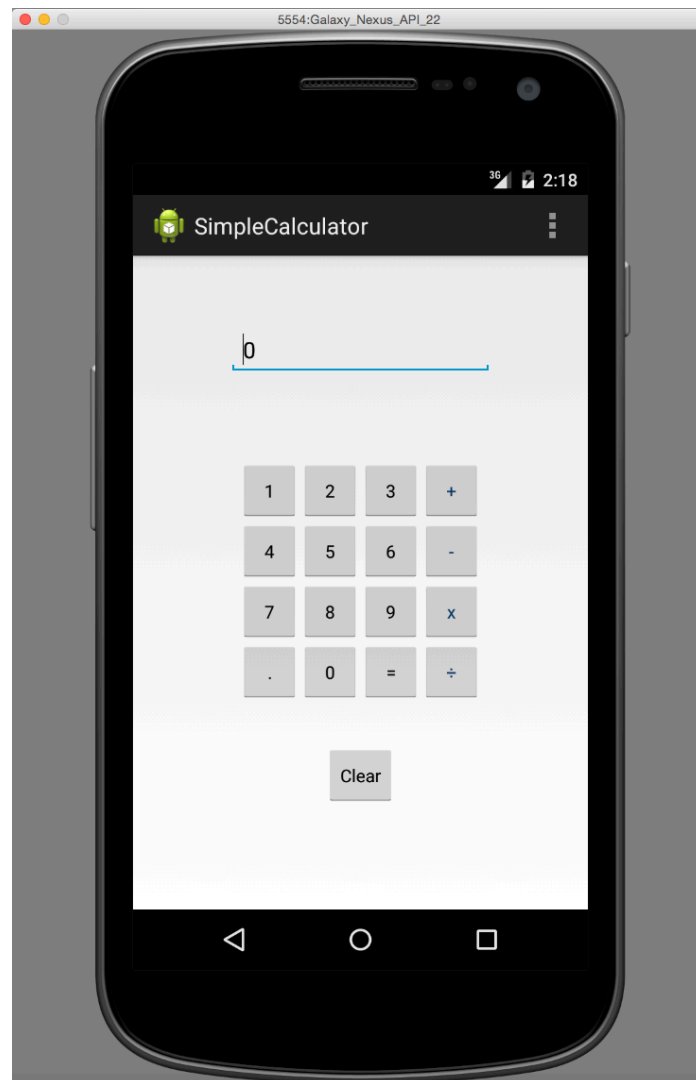 5554:Galaxy_Nexus_API_22
3G 2:18
SimpleCalculator
0
1 2 3 +
4 5 6 -
7 8 9 x
. 0 = ÷
Clear